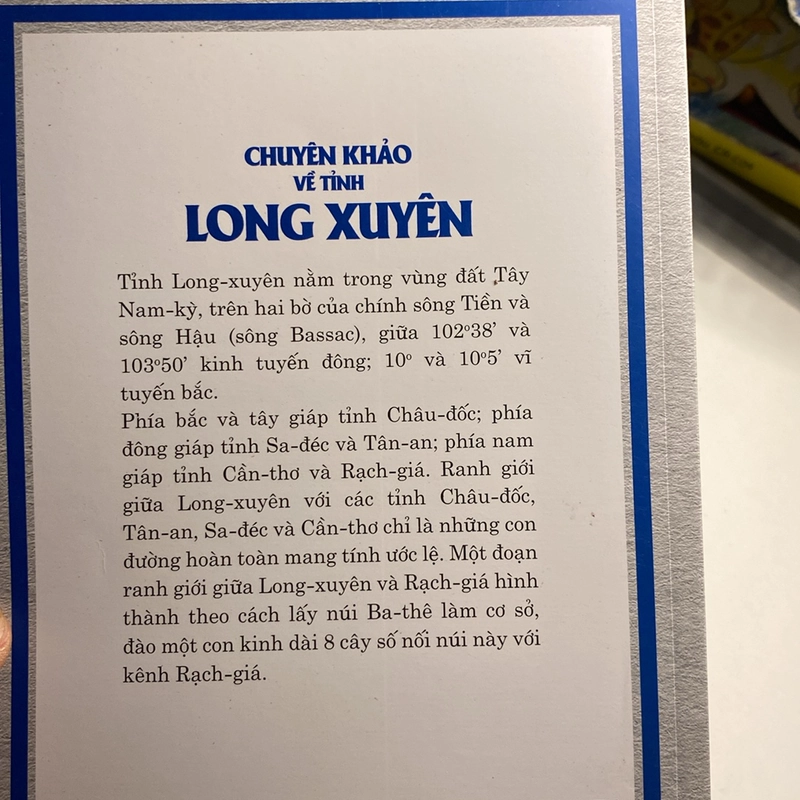 CHUYÊN KHẢO
VỀ TỈNH
LONG XUYÊN
Tỉnh Long-xuyên nằm trong vùng đất Tây
Nam-kỳ, trên hai bờ của chính sông Tiền và
sông Hậu (sông Bassac), giữa 102º38’ và
103º50’ kinh tuyến đông; 10º và 10º5’ vĩ
tuyến bắc.
Phía bắc và tây giáp tỉnh Châu-đốc; phía
đông giáp tỉnh Sa-đéc và Tân-an; phía nam
giáp tỉnh Cần-thơ và Rạch-giá. Ranh giới
giữa Long-xuyên với các tỉnh Châu-đốc,
Tân-an, Sa-đéc và Cần-thơ chỉ là những con
đường hoàn toàn mang tính ước lệ. Một đoạn
ranh giới giữa Long-xuyên và Rạch-giá hình
thành theo cách lấy núi Ba-thê làm cơ sở,
đào một con kinh dài 8 cây số nối núi này với
kênh Rạch-giá.